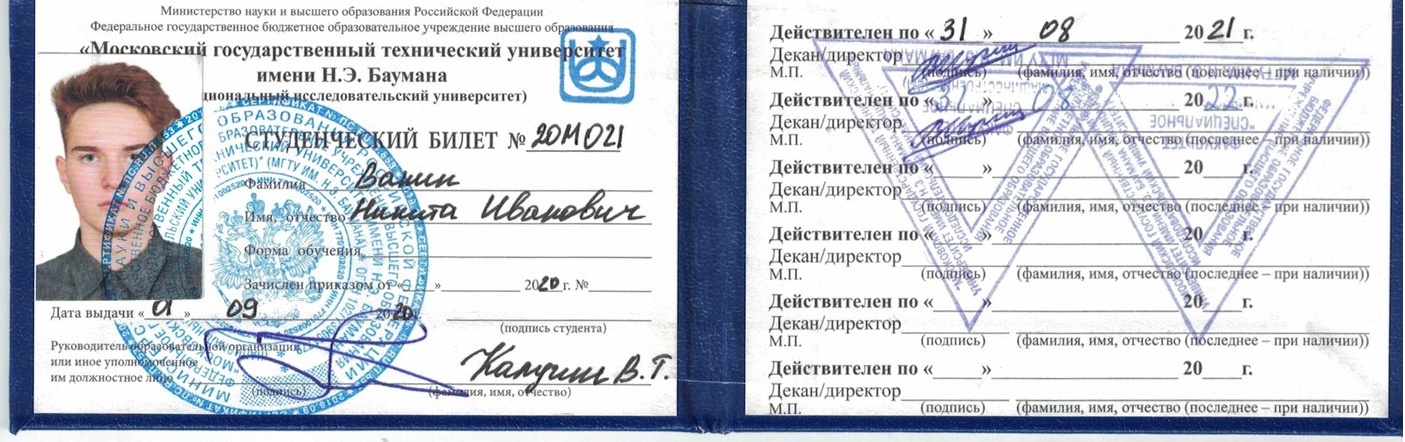 Министерство науки и высшего образования Российской Федерации
Федеральное государственное бюджетное образовательное учреждение высшего образования
«Московский государственный технический университет
имени Н.Э. Баумана
иональный исследовательский университет)
СТУДЕНЧЕСКИЙ БИЛЕТ № 20М021
Фамилия Ванин
Имя, отчество Никита Иванович
Форма обучения
Зачислен приказом от « » 2020 г. №
Дата выдачи « 01 » 09 2020 г.
(подпись студента)
Руководитель образовательной организации
или иное уполномоченное
им должностное лицо Калугин В.Т.
(подпись) (фамилия, имя, отчество)
Действителен по « 31 » 08 2021 г.
Декан/директор
М.П. (подпись) (фамилия, имя, отчество (последнее – при наличии))
Действителен по « 31 » 08 2022 г.
Декан/директор
М.П. (подпись) (фамилия, имя, отчество (последнее – при наличии))
Действителен по « » 20 г.
Декан/директор
М.П. (подпись) (фамилия, имя, отчество (последнее – при наличии))
Действителен по « » 20 г.
Декан/директор
М.П. (подпись) (фамилия, имя, отчество (последнее – при наличии))
Действителен по « » 20 г.
Декан/директор
М.П. (подпись) (фамилия, имя, отчество (последнее – при наличии))
Действителен по « » 20 г.
Декан/директор
М.П. (подпись) (фамилия, имя, отчество (последнее – при наличии))